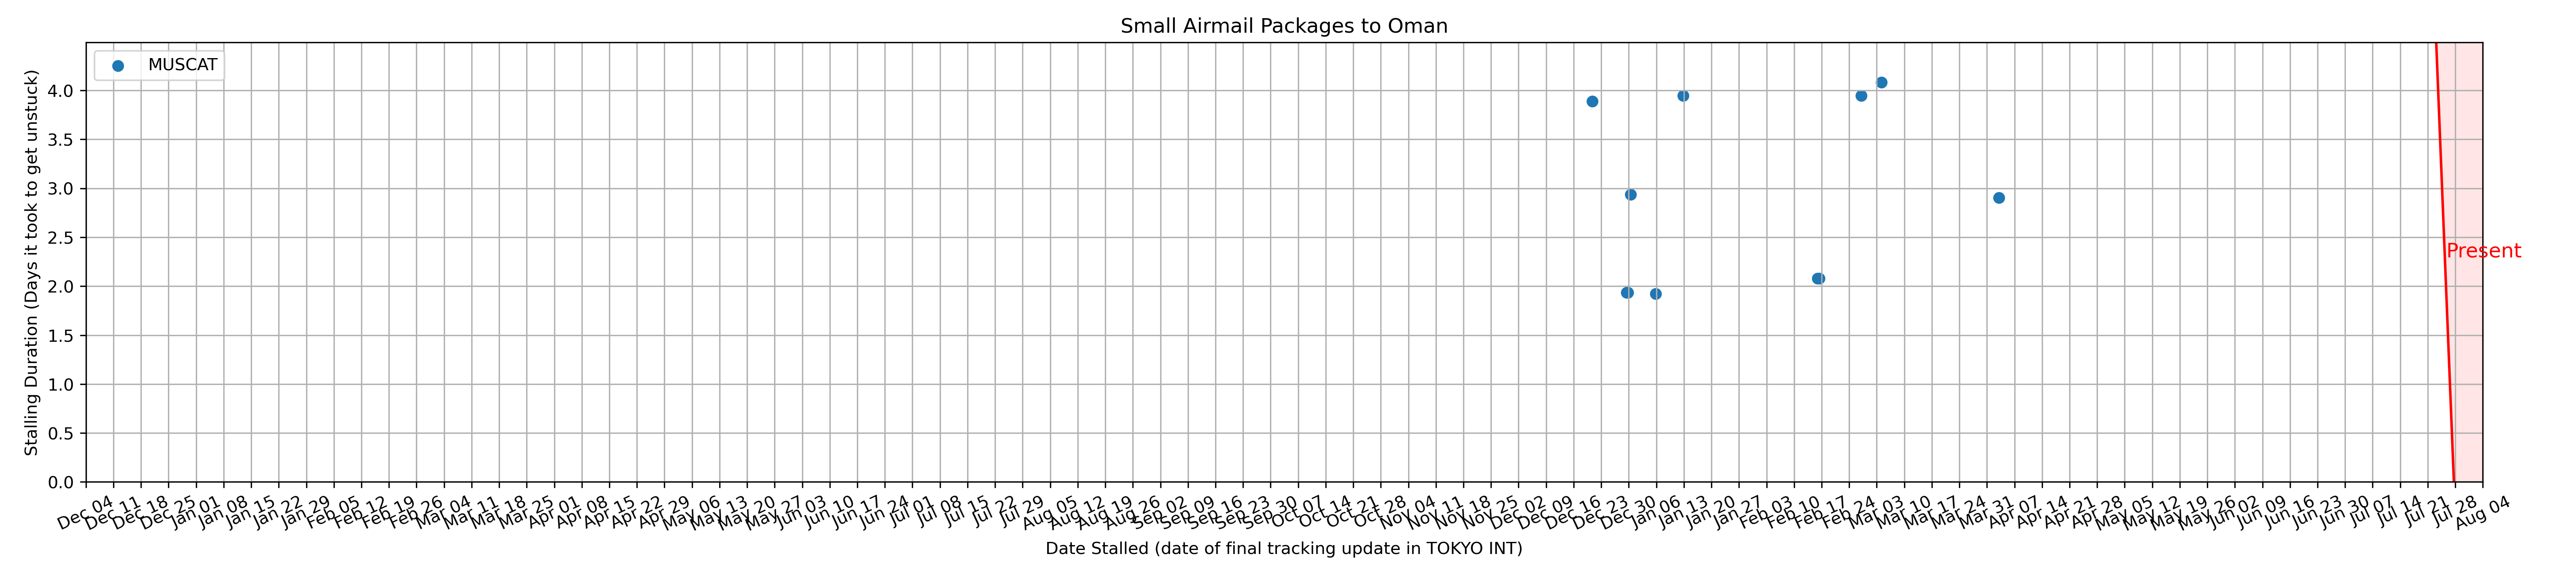 Small Airmail Packages to Oman
MUSCAT
Stalling Duration (Days it took to get unstuck)
4.0
3.5
3.0
2.5
2.0
1.5
1.0
0.5
0.0
Present
Dec 04
Dec 11
Dec 18
Dec 25
Jan 01
Jan 08
Jan 15
Jan 22
Jan 29
Feb 05
Feb 12
Feb 19
Feb 26
Mar 04
Mar 11
Mar 18
Mar 25
Apr 01
Apr 08
Apr 15
Apr 22
Apr 29
May 06
May 13
May 20
May 27
Jun 03
Jun 10
Jun 17
Jun 24
Jul 01
Jul 08
Jul 15
Jul 22
Jul 29
Aug 05
Aug 12
Aug 19
Aug 26
Sep 02
Sep 09
Sep 16
Sep 23
Sep 30
Oct 07
Oct 14
Oct 21
Oct 28
Nov 04
Nov 11
Nov 18
Nov 25
Dec 02
Dec 09
Dec 16
Dec 23
Dec 30
Jan 06
Jan 13
Jan 20
Jan 27
Feb 03
Feb 10
Feb 17
Feb 24
Mar 03
Mar 10
Mar 17
Mar 24
Mar 31
Apr 07
Apr 14
Apr 21
Apr 28
May 05
May 12
May 19
May 26
Jun 02
Jun 09
Jun 16
Jun 23
Jun 30
Jul 07
Jul 14
Jul 21
Jul 28
Aug 04
Date Stalled (date of final tracking update in TOKYO INT)